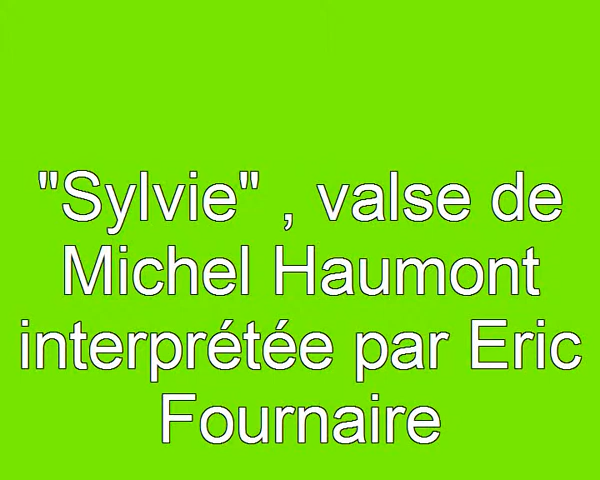 "Sylvie" , valse de
Michel Haumont
interprétée par Eric
Fournaire